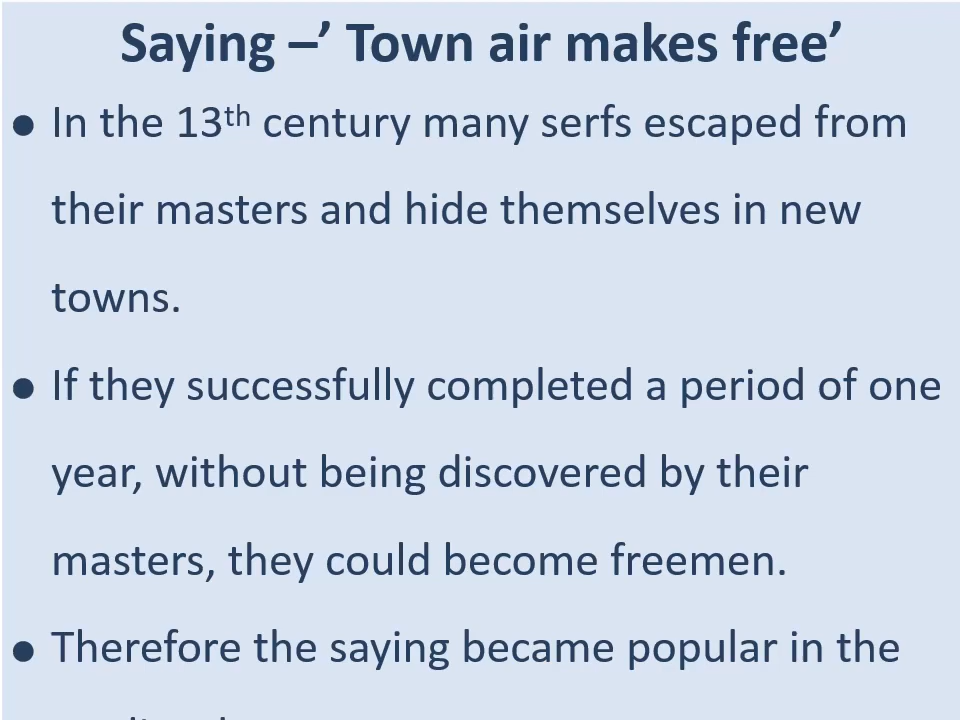 Saying –’ Town air makes free’
● In the 13th century many serfs escaped from
their masters and hide themselves in new
towns.
● If they successfully completed a period of one
year, without being discovered by their
masters, they could become freemen.
● Therefore the saying became popular in the